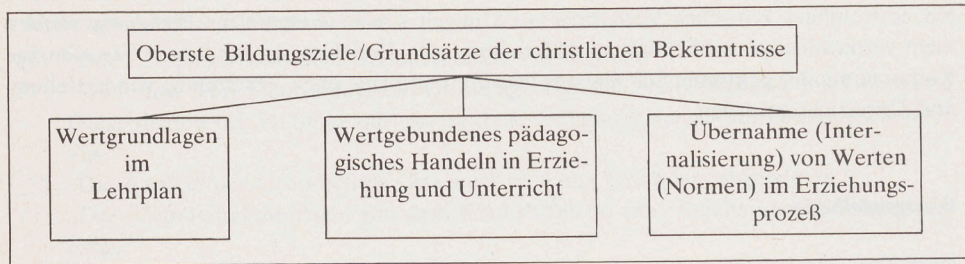 Oberste Bildungsziele/Grundsätze der christlichen Bekenntnisse
Wertgrundlagen
im
Lehrplan
Wertgebundenes pädago-
gisches Handeln in Erzie-
hung und Unterricht
Übernahme (Inter-
nalisierung) von Werten
(Normen) im Erziehungs-
prozeß